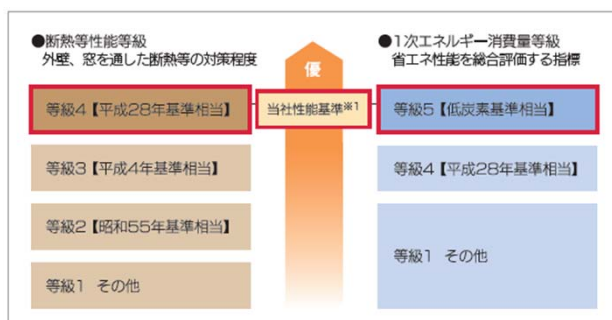 ●断熱等性能等級
外壁、窓を通した断熱等の対策程度
等級4【平成28年基準相当】
等級3【平成4年基準相当】
等級2【昭和55年基準相当】
等級1 その他
優
当社性能基準※1
●1次エネルギー消費量等級
省エネ性能を総合評価する指標
等級5【低炭素基準相当】
等級4【平成28年基準相当】
等級1 その他